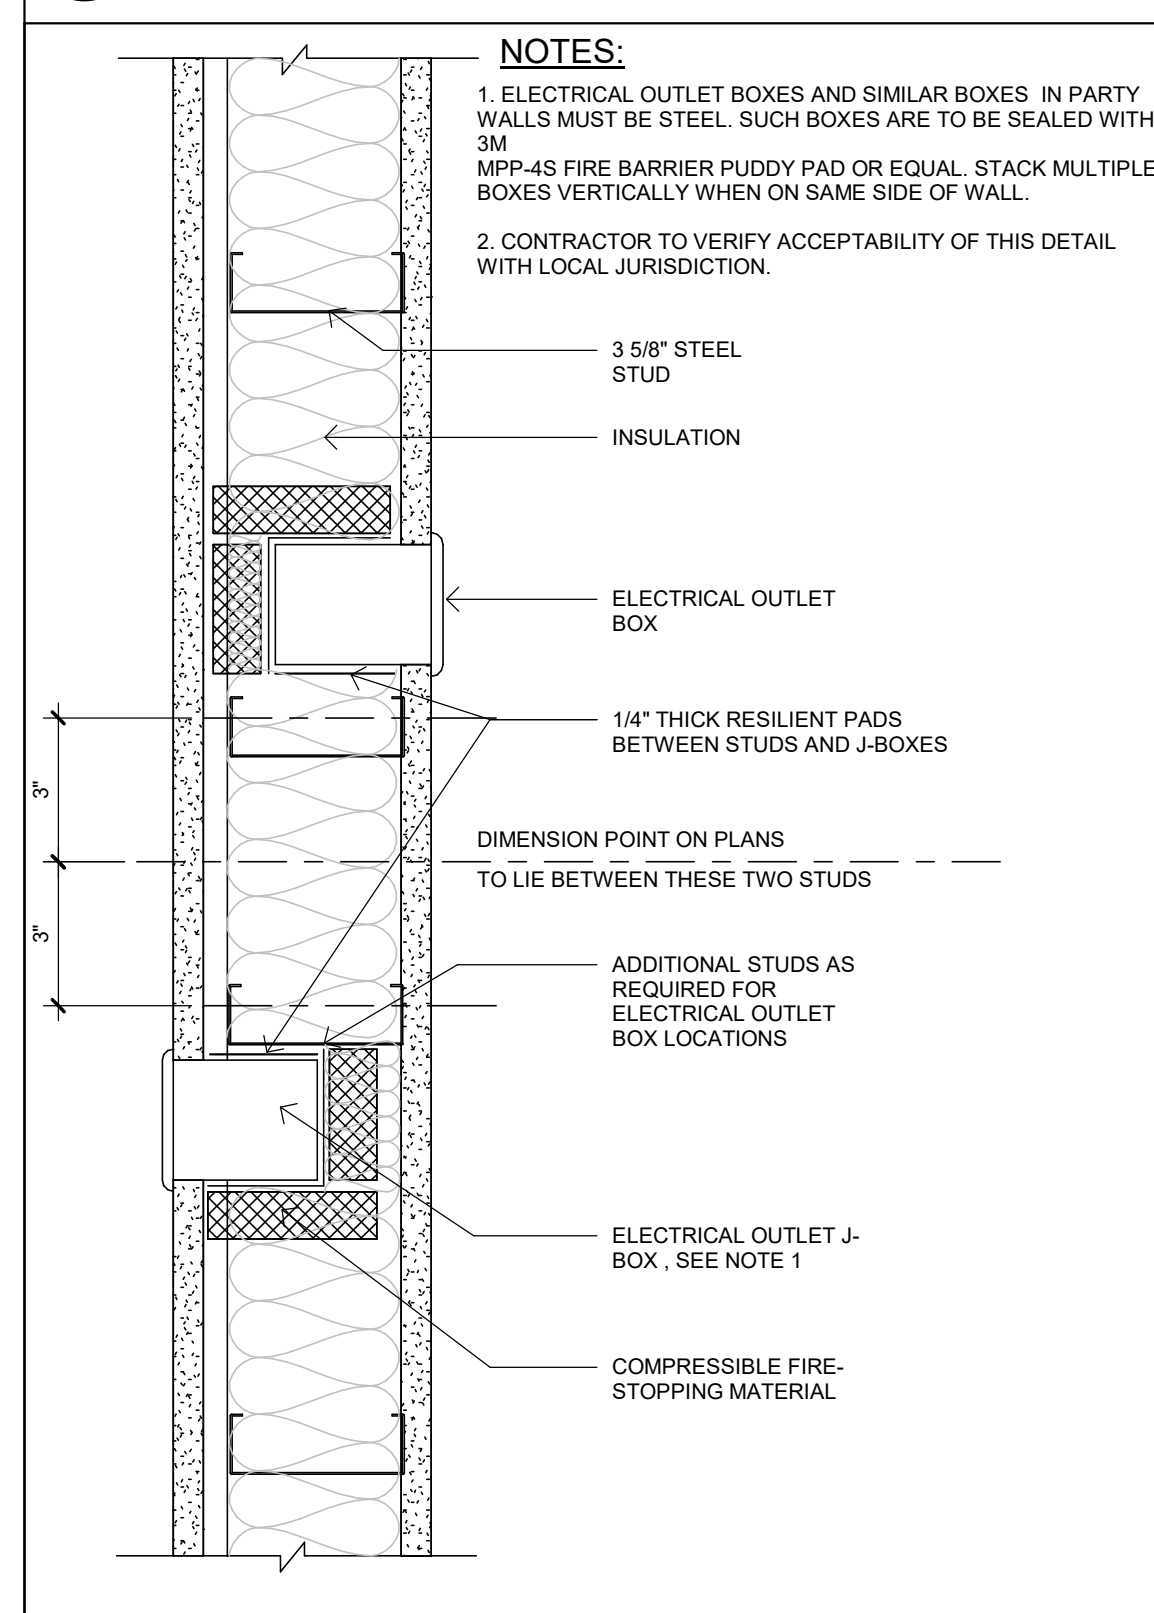 NOTES:
1. ELECTRICAL OUTLET BOXES AND SIMILAR BOXES IN PARTY
WALLS MUST BE STEEL. SUCH BOXES ARE TO BE SEALED WITH
3M
MPP-4S FIRE BARRIER PUDDY PAD OR EQUAL. STACK MULTIPLE
BOXES VERTICALLY WHEN ON SAME SIDE OF WALL.
2. CONTRACTOR TO VERIFY ACCEPTABILITY OF THIS DETAIL
WITH LOCAL JURISDICTION.
3 5/8" STEEL
STUD
INSULATION
ELECTRICAL OUTLET
BOX
1/4" THICK RESILIENT PADS
BETWEEN STUDS AND J-BOXES
3"
DIMENSION POINT ON PLANS
TO LIE BETWEEN THESE TWO STUDS
3"
ADDITIONAL STUDS AS
REQUIRED FOR
ELECTRICAL OUTLET
BOX LOCATIONS
ELECTRICAL OUTLET J-
BOX , SEE NOTE 1
COMPRESSIBLE FIRE-
STOPPING MATERIAL